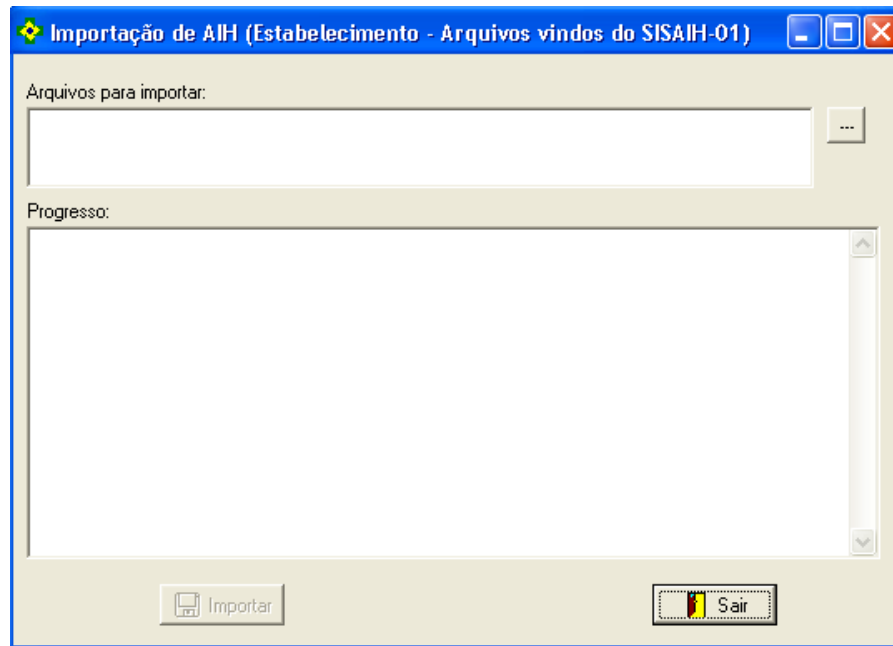 Importação de AIH (Estabelecimento - Arquivos vindos do SISAIH-01)
Arquivos para importar:
...
Progresso:
Importar
Sair